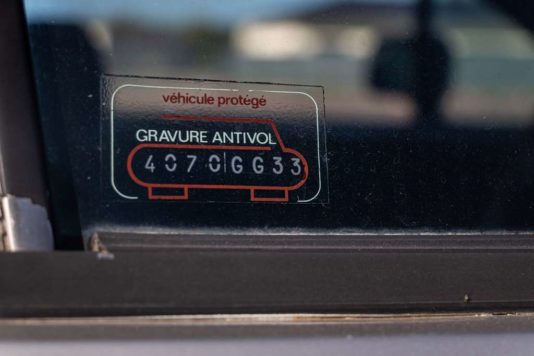 véhicule protégé
GRAVURE ANTIVOL
4070GG33